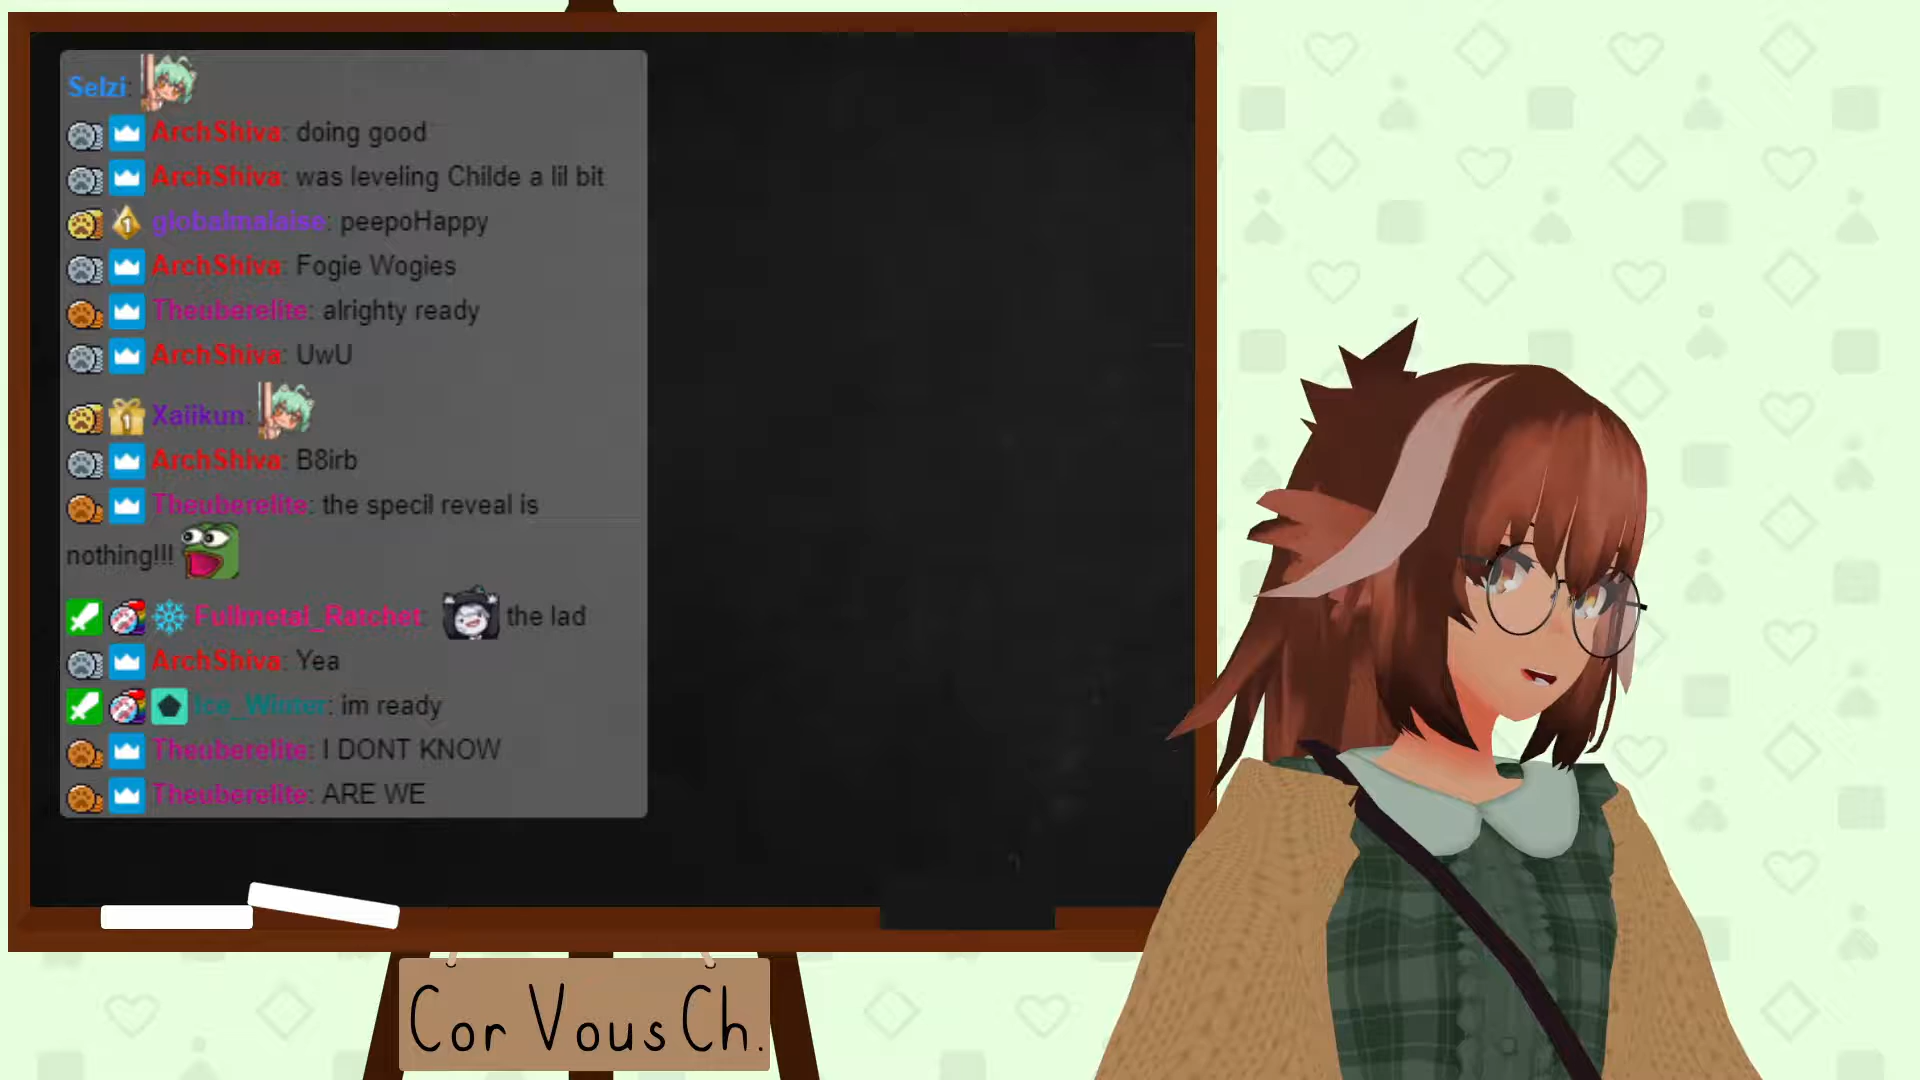 Selzi:
ArchShiva: doing good
ArchShiva: was leveling Childe a lil bit
globalmalaise: peepoHappy
ArchShiva: Fogie Wogies
Theuberelite: alrighty ready
ArchShiva: UwU
Xaiikun:
ArchShiva: B8irb
Theuberelite: the specil reveal is
nothing!!!
Fullmetal_Ratchet: the lad
ArchShiva: Yea
Ice_Winter: im ready
Theuberelite: I DONT KNOW
Theuberelite: ARE WE
Cor Vous Ch.